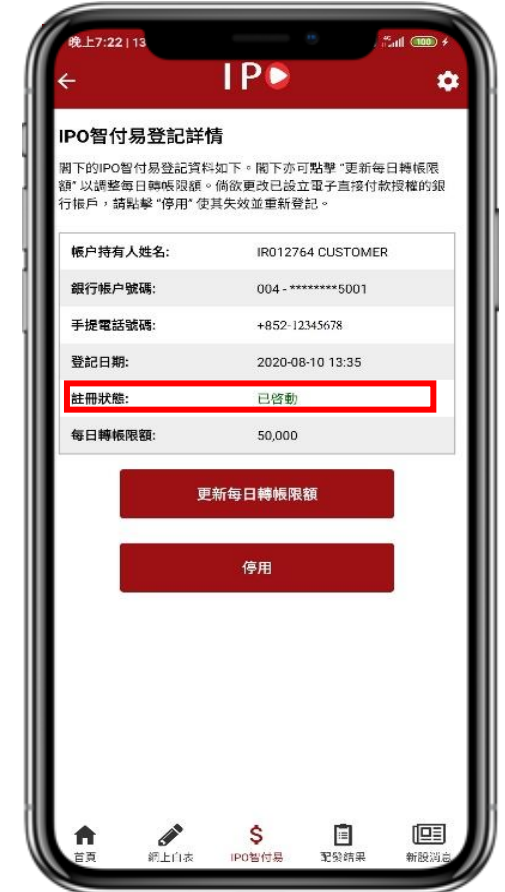 晚上7:22 | 13
4G 100
IPO
IPO智付易登記詳情
閣下的IPO智付易登記資料如下。閣下亦可點擊 “更新每日轉帳限
額” 以調整每日轉帳限額。倘欲更改已設立電子直接付款授權的銀
行帳戶，請點擊 “停用” 使其失效並重新登記。
帳户持有人姓名: IR012764 CUSTOMER
銀行帳户號碼: 004 - ********5001
手提電話號碼: +852-12345678
登記日期: 2020-08-10 13:35
註冊狀態: 已啓動
每日轉帳限額: 50,000
更新每日轉帳限額
停用
首頁 網上白表 IPO智付易 配發結果 新股消息